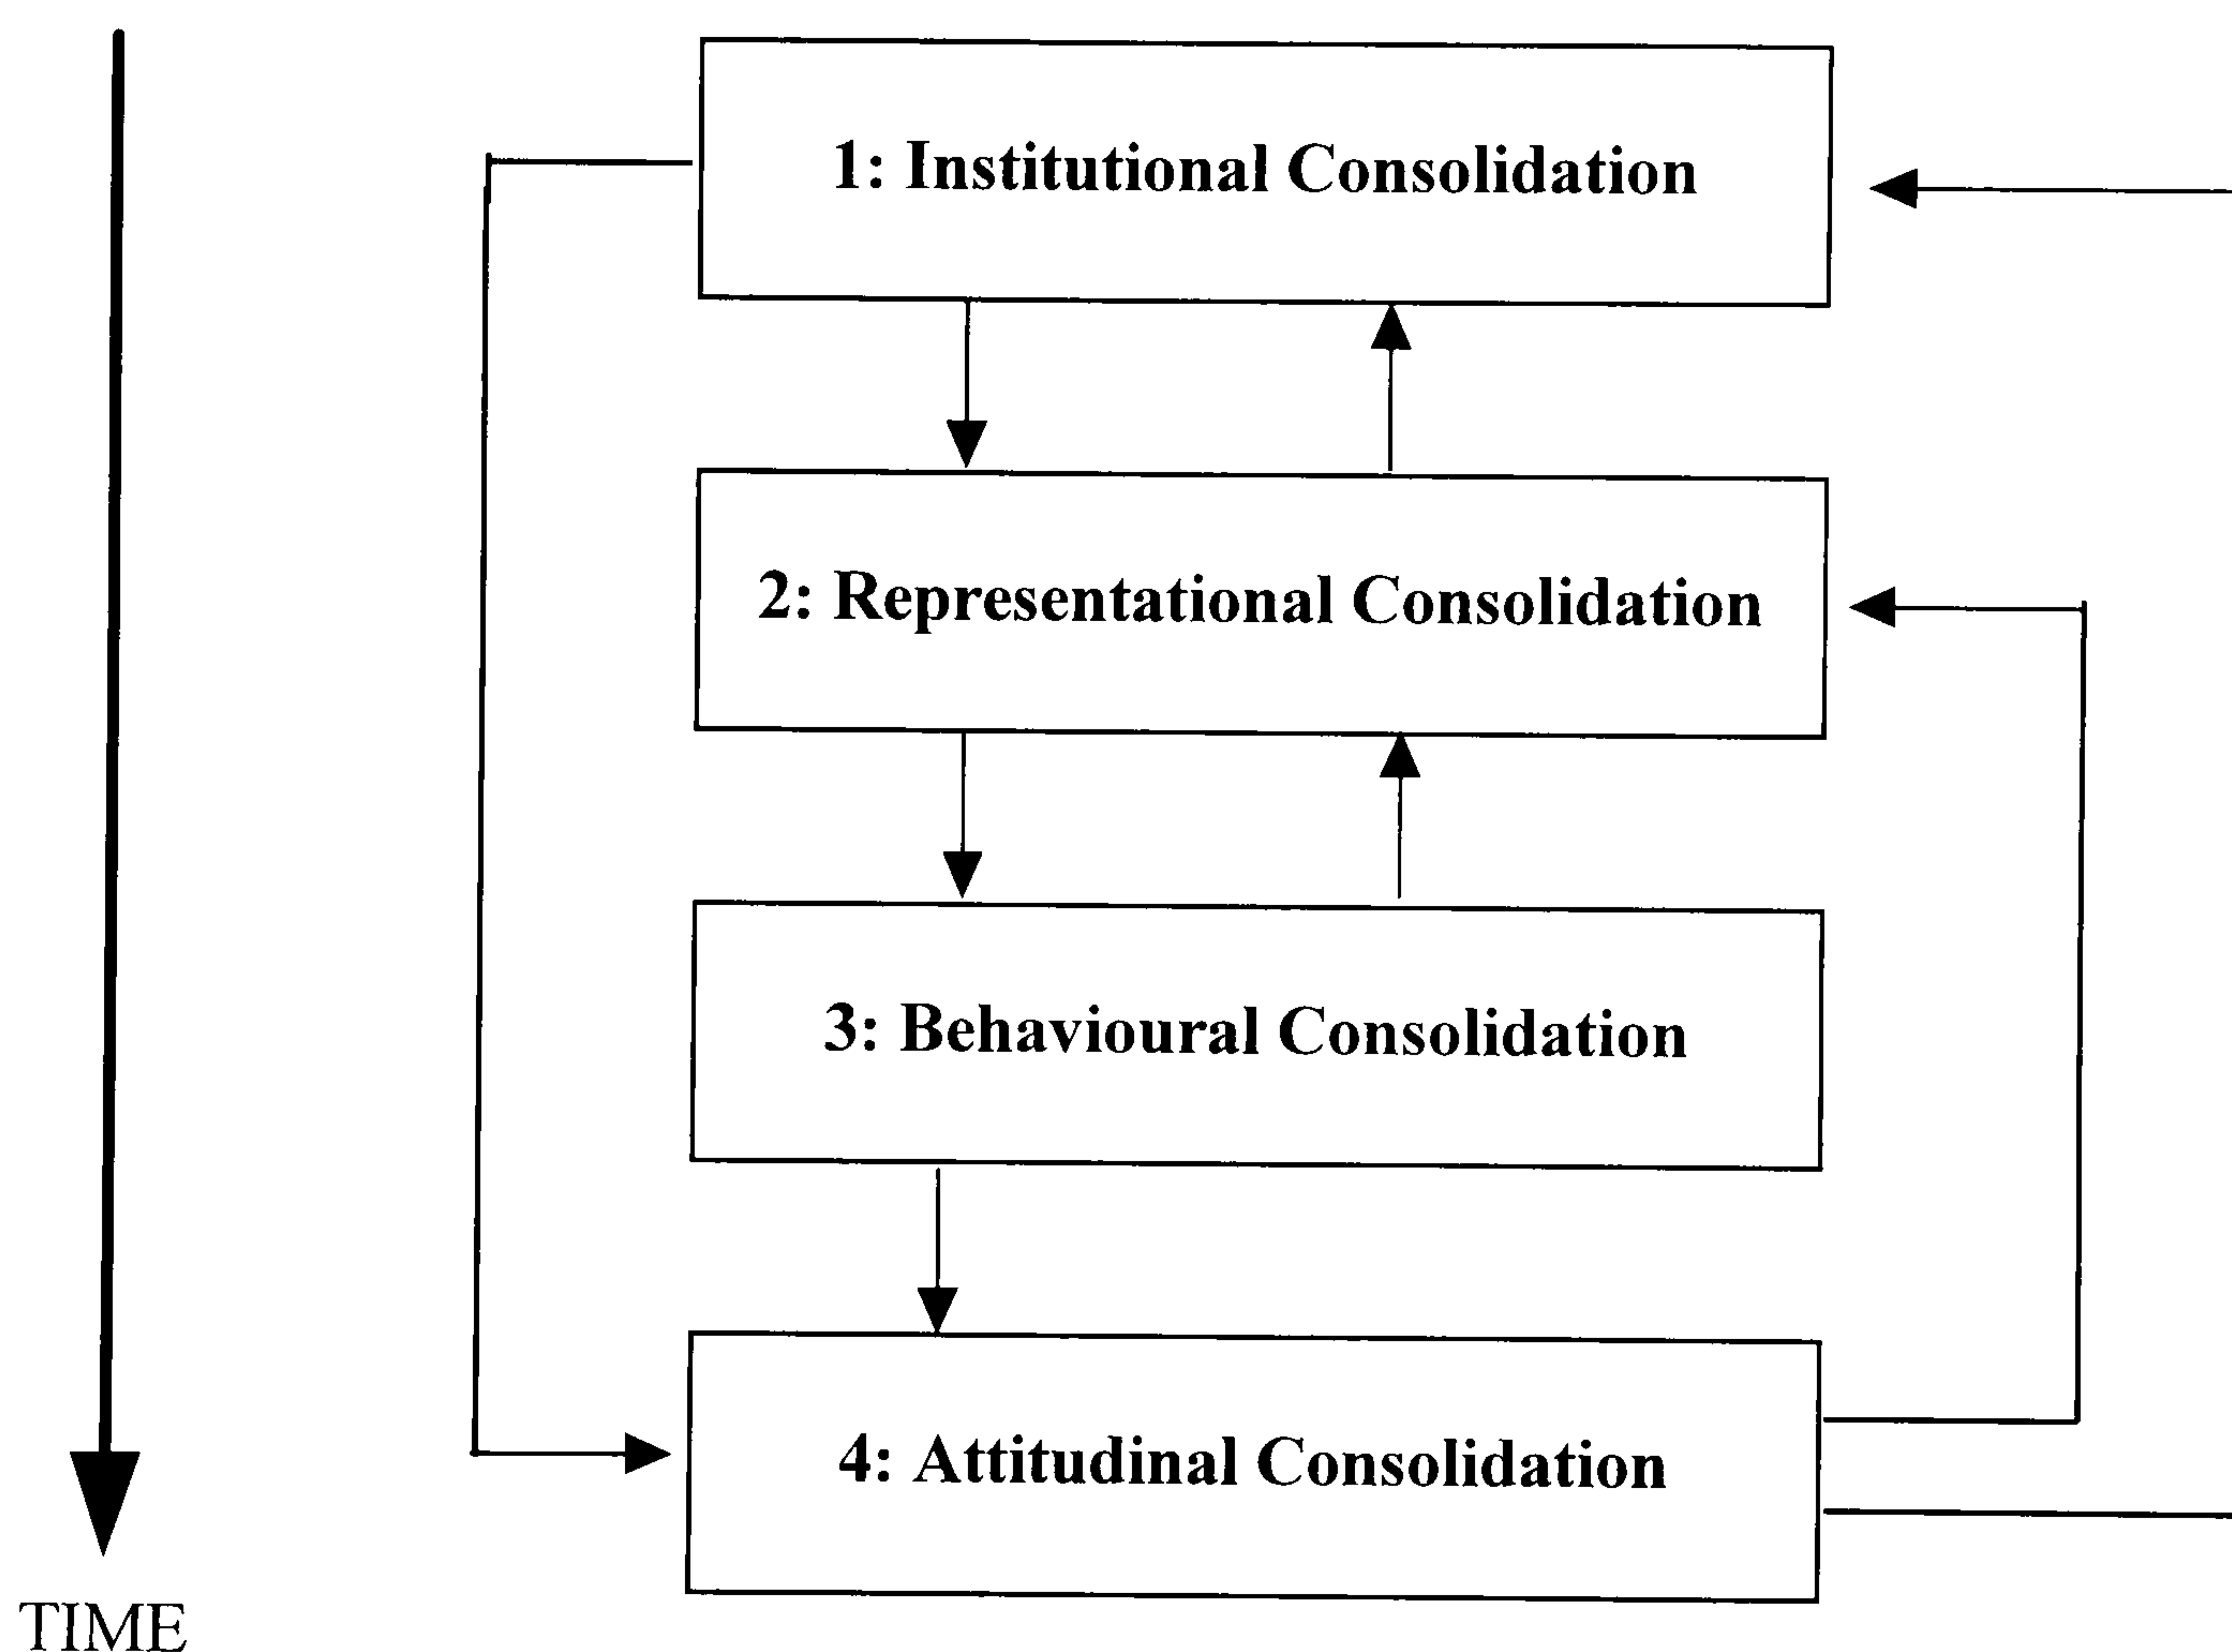 1: Institutional Consolidation
2: Representational Consolidation
3: Behavioural Consolidation
4: Attitudinal Consolidation
TIME